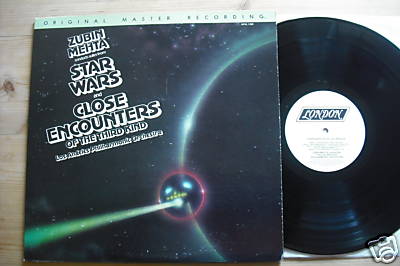 ORIGINAL MASTER RECORDING
ZUBIN
MEHTA
STAR
WARS
and
CLOSE
ENCOUNTERS
OF THE THIRD KIND
Los Angeles Philharmonic Orchestra
LONDON